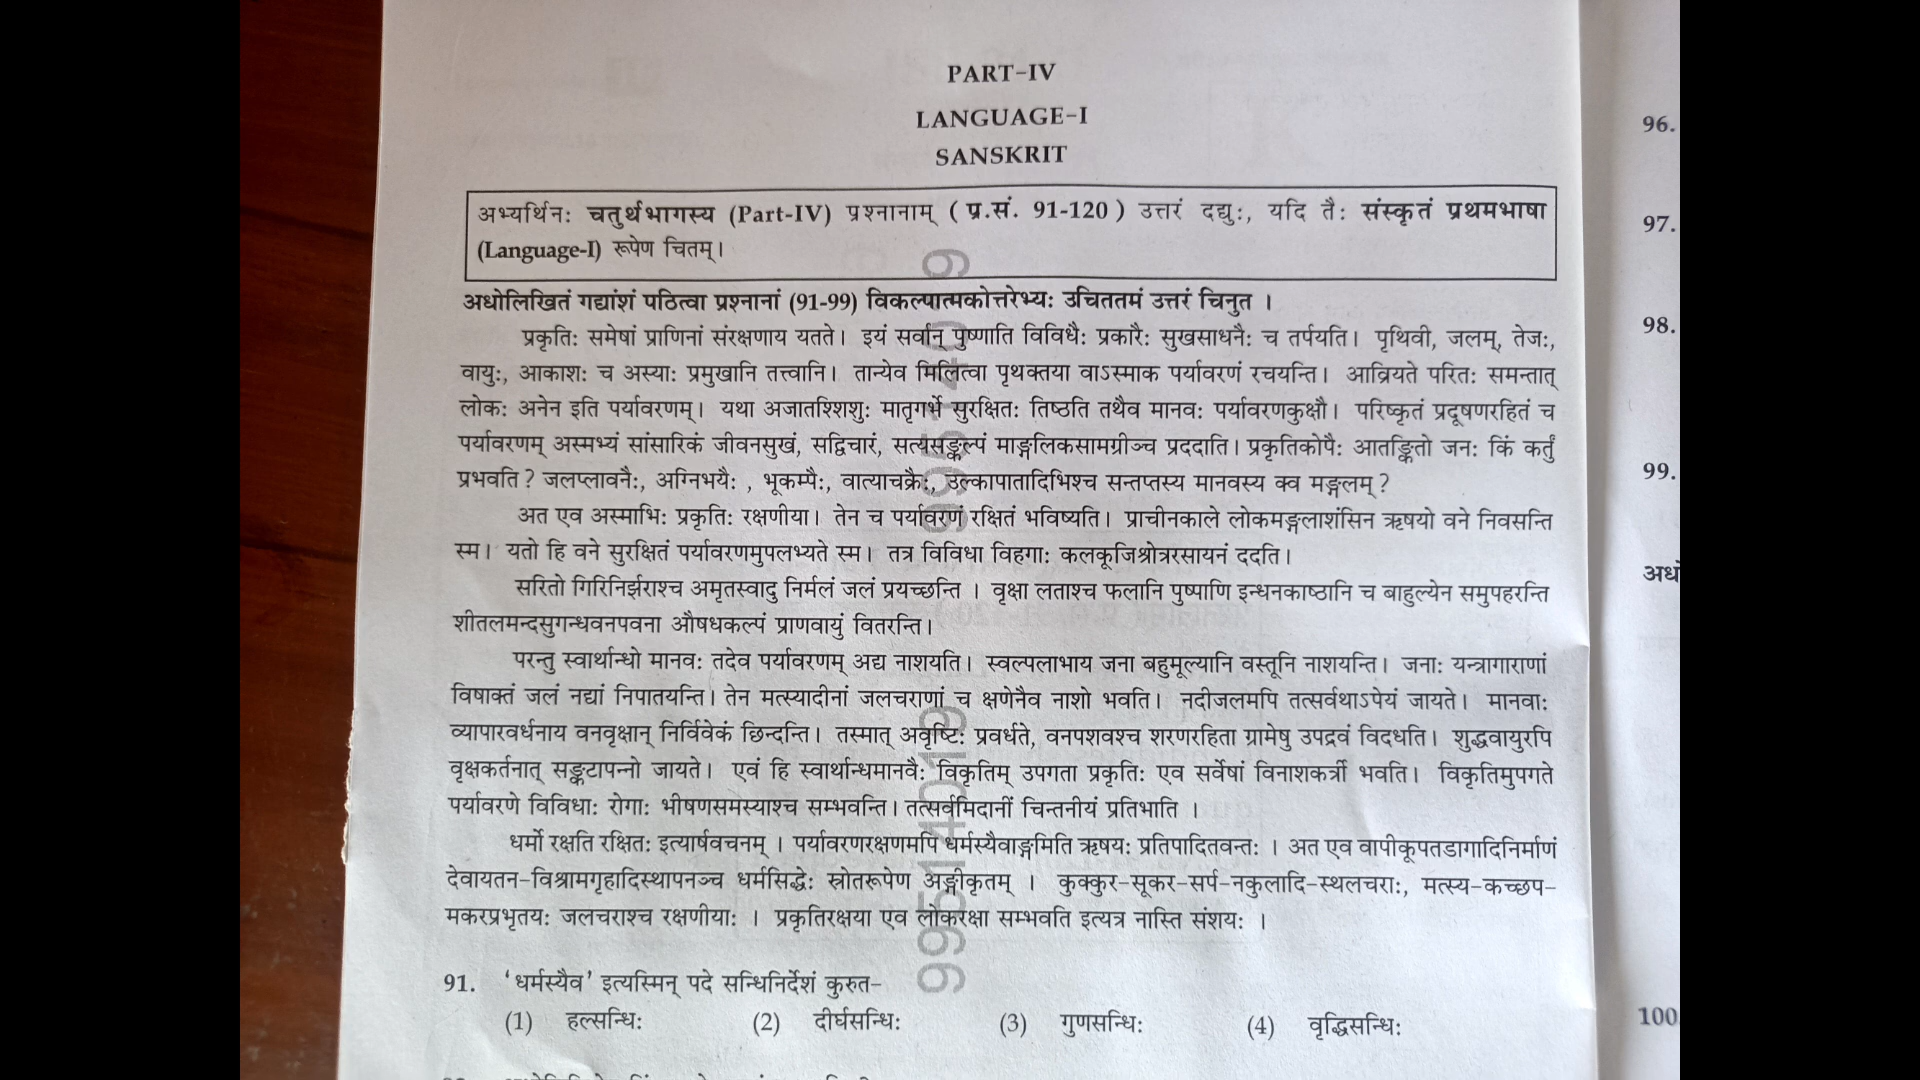 PART-IV
LANGUAGE-I
SANSKRIT
अभ्यर्थिनः चतुर्थभागस्य (Part-IV) प्रश्नानाम् ( प्र.सं. 91-120 ) उत्तरं दद्युः, यदि तैः संस्कृतं प्रथमभाषा
(Language-I) रूपेण चितम्।
अधोलिखितं गद्यांशं पठित्वा प्रश्नानां (91-99) विकल्पात्मकोत्तरेभ्यः उचिततमं उत्तरं चिनुत ।
प्रकृतिः समेषां प्राणिनां संरक्षणाय यतते। इयं सर्वान् पुष्णाति विविधैः प्रकारैः सुखसाधनैः च तर्पयति। पृथिवी, जलम्, तेजः,
वायुः, आकाशः च अस्याः प्रमुखानि तत्त्वानि। तान्येव मिलित्वा पृथक्तया वाऽस्माक पर्यावरणं रचयन्ति। आव्रियते परितः समन्तात्
लोकः अनेन इति पर्यावरणम्। यथा अजातश्शिशुः मातृगर्भे सुरक्षितः तिष्ठति तथैव मानवः पर्यावरणकुक्षौ। परिष्कृतं प्रदूषणरहितं च
पर्यावरणम् अस्मभ्यं सांसारिकं जीवनसुखं, सद्विचारं, सत्यसङ्कल्पं माङ्गलिकसामग्रीञ्च प्रददाति। प्रकृतिकोपैः आतङ्कितो जनः किं कर्तुं
प्रभवति ? जलप्लावनैः, अग्निभयैः , भूकम्पैः, वात्याचक्रैः, उल्कापातादिभिश्च सन्तप्तस्य मानवस्य क्व मङ्गलम् ?
अत एव अस्माभिः प्रकृतिः रक्षणीया। तेन च पर्यावरणं रक्षितं भविष्यति। प्राचीनकाले लोकमङ्गलाशंसिन ऋषयो वने निवसन्ति
स्म। यतो हि वने सुरक्षितं पर्यावरणमुपलभ्यते स्म। तत्र विविधा विहगाः कलकूजिश्रोत्ररसायनं ददति।
सरितो गिरिनिर्झराश्च अमृतस्वादु निर्मलं जलं प्रयच्छन्ति । वृक्षा लताश्च फलानि पुष्पाणि इन्धनकाष्ठानि च बाहुल्येन समुपहरन्ति
शीतलमन्दसुगन्धवनपवना औषधकल्पं प्राणवायुं वितरन्ति।
परन्तु स्वार्थान्धो मानवः तदेव पर्यावरणम् अद्य नाशयति। स्वल्पलाभाय जना बहुमूल्यानि वस्तूनि नाशयन्ति। जनाः यन्त्रागाराणां
विषाक्तं जलं नद्यां निपातयन्ति। तेन मत्स्यादीनां जलचराणां च क्षणेनैव नाशो भवति। नदीजलमपि तत्सर्वथाऽपेयं जायते। मानवाः
व्यापारवर्धनाय वनवृक्षान् निर्विवेकं छिन्दन्ति। तस्मात् अवृष्टिः प्रवर्धते, वनपशवश्च शरणरहिता ग्रामेषु उपद्रवं विदधति। शुद्धवायुरपि
वृक्षकर्तनात् सङ्कटापन्नो जायते। एवं हि स्वार्थान्धमानवैः विकृतिम् उपगता प्रकृतिः एव सर्वेषां विनाशकर्त्री भवति। विकृतिमुपगते
पर्यावरणे विविधाः रोगाः भीषणसमस्याश्च सम्भवन्ति। तत्सर्वमिदानीं चिन्तनीयं प्रतिभाति ।
धर्मो रक्षति रक्षितः इत्यार्षवचनम् । पर्यावरणरक्षणमपि धर्मस्यैवाङ्गमिति ऋषयः प्रतिपादितवन्तः । अत एव वापीकूपतडागादिनिर्माणं
देवायतन-विश्रामगृहादिस्थापनञ्च धर्मसिद्धेः स्रोतरूपेण अङ्गीकृतम् । कुक्कुर-सूकर-सर्प-नकुलादि-स्थलचराः, मत्स्य-कच्छप-
मकरप्रभृतयः जलचराश्च रक्षणीयाः । प्रकृतिरक्षया एव लोकरक्षा सम्भवति इत्यत्र नास्ति संशयः ।
91. ‘धर्मस्यैव’ इत्यस्मिन् पदे सन्धिनिर्देशं कुरुत-
(1) हल्सन्धिः (2) दीर्घसन्धिः (3) गुणसन्धिः (4) वृद्धिसन्धिः
96.
97.
98.
99.
100